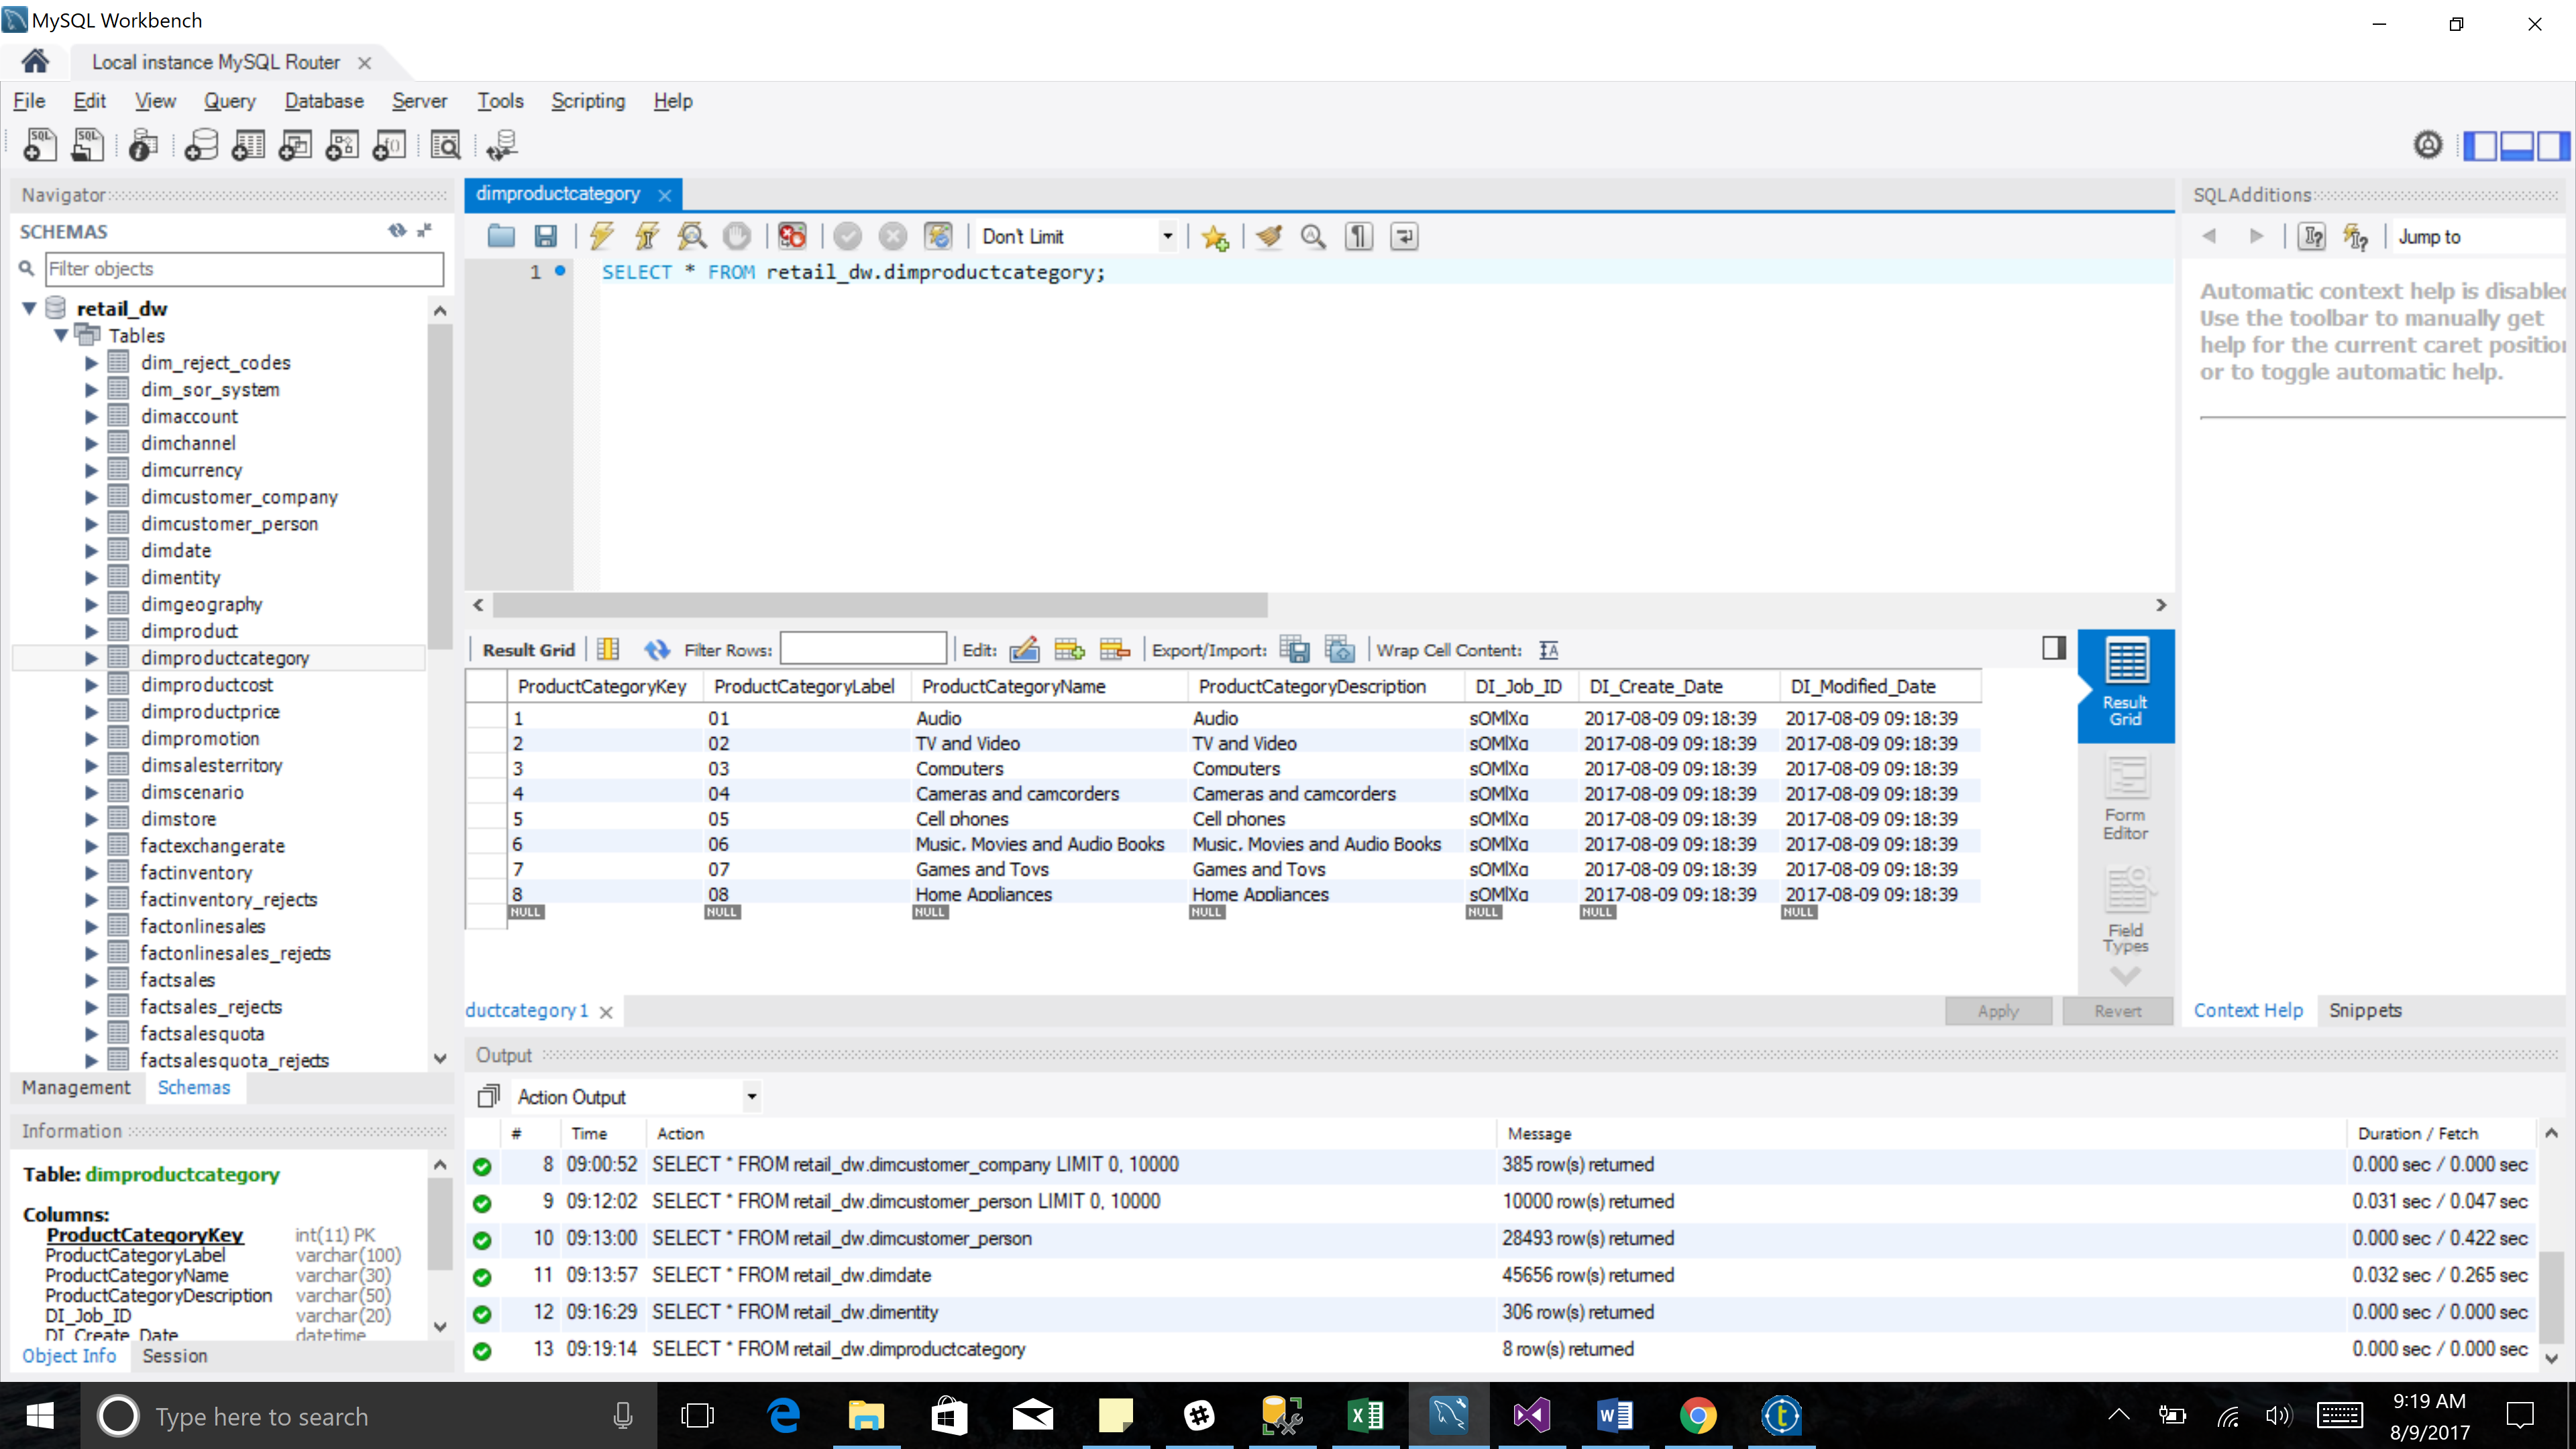 MySQL Workbench
Local instance MySQL Router
File Edit View Query Database Server Tools Scripting Help
Navigator
SCHEMAS
Filter objects
retail_dw
Tables
dim_reject_codes
dim_sor_system
dimaccount
dimchannel
dimcurrency
dimcustomer_company
dimcustomer_person
dimdate
dimentity
dimgeography
dimproduct
dimproductcategory
dimproductcost
dimproductprice
dimpromotion
dimsalesterritory
dimscenario
dimstore
factexchangerate
factinventory
factinventory_rejects
factonlinesales
factonlinesales_rejects
factsales
factsales_rejects
factsalesquota
factsalesquota_rejects
Management Schemas
Information
Table: dimproductcategory
Columns:
ProductCategoryKey int(11) PK
ProductCategoryLabel varchar(100)
ProductCategoryName varchar(30)
ProductCategoryDescription varchar(50)
DI_Job_ID varchar(20)
DI_Create_Date datetime
Object Info Session
dimproductcategory
Don't Limit
1 SELECT * FROM retail_dw.dimproductcategory;
Result Grid Filter Rows: Edit: Export/Import: Wrap Cell Content:
ProductCategoryKey ProductCategoryLabel ProductCategoryName ProductCategoryDescription DI_Job_ID DI_Create_Date DI_Modified_Date
1 01 Audio Audio sOMlXq 2017-08-09 09:18:39 2017-08-09 09:18:39
2 02 TV and Video TV and Video sOMlXq 2017-08-09 09:18:39 2017-08-09 09:18:39
3 03 Computers Computers sOMlXq 2017-08-09 09:18:39 2017-08-09 09:18:39
4 04 Cameras and camcorders Cameras and camcorders sOMlXq 2017-08-09 09:18:39 2017-08-09 09:18:39
5 05 Cell phones Cell phones sOMlXq 2017-08-09 09:18:39 2017-08-09 09:18:39
6 06 Music, Movies and Audio Books Music, Movies and Audio Books sOMlXq 2017-08-09 09:18:39 2017-08-09 09:18:39
7 07 Games and Toys Games and Toys sOMlXq 2017-08-09 09:18:39 2017-08-09 09:18:39
8 08 Home Appliances Home Appliances sOMlXq 2017-08-09 09:18:39 2017-08-09 09:18:39
NULL NULL NULL NULL NULL NULL NULL
Result Grid
Form Editor
Field Types
ductcategory 1
Apply Revert
SQLAdditions
Jump to
Automatic context help is disabled
Use the toolbar to manually get
help for the current caret position
or to toggle automatic help.
Context Help Snippets
Output
Action Output
# Time Action Message Duration / Fetch
8 09:00:52 SELECT * FROM retail_dw.dimcustomer_company LIMIT 0, 10000 385 row(s) returned 0.000 sec / 0.000 sec
9 09:12:02 SELECT * FROM retail_dw.dimcustomer_person LIMIT 0, 10000 10000 row(s) returned 0.031 sec / 0.047 sec
10 09:13:00 SELECT * FROM retail_dw.dimcustomer_person 28493 row(s) returned 0.000 sec / 0.422 sec
11 09:13:57 SELECT * FROM retail_dw.dimdate 45656 row(s) returned 0.032 sec / 0.265 sec
12 09:16:29 SELECT * FROM retail_dw.dimentity 306 row(s) returned 0.000 sec / 0.000 sec
13 09:19:14 SELECT * FROM retail_dw.dimproductcategory 8 row(s) returned 0.000 sec / 0.000 sec
Type here to search
9:19 AM
8/9/2017